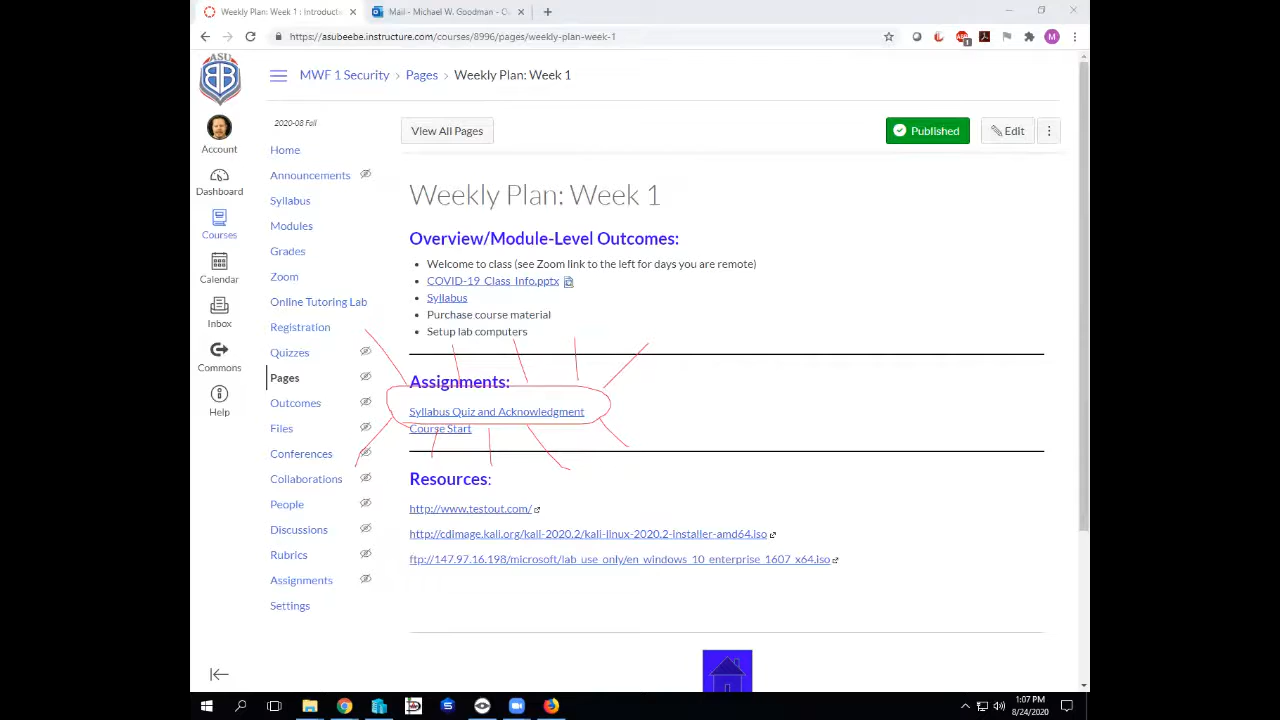 Weekly Plan: Week 1 : Introducti
Mail - Michael W. Goodman - O
https://asubeebe.instructure.com/courses/8996/pages/weekly-plan-week-1
1
M
ASU
BB
MWF 1 Security > Pages > Weekly Plan: Week 1
Account
Dashboard
Courses
Calendar
Inbox
Commons
Help
2020-08 Fall
Home
Announcements
Syllabus
Modules
Grades
Zoom
Online Tutoring Lab
Registration
Quizzes
Pages
Outcomes
Files
Conferences
Collaborations
People
Discussions
Rubrics
Assignments
Settings
View All Pages
Published
Edit
Weekly Plan: Week 1
Overview/Module-Level Outcomes:
Welcome to class (see Zoom link to the left for days you are remote)
COVID-19_Class_Info.pptx
Syllabus
Purchase course material
Setup lab computers
Assignments:
Syllabus Quiz and Acknowledgment
Course Start
Resources:
http://www.testout.com/
http://cdimage.kali.org/kali-2020.2/kali-linux-2020.2-installer-amd64.iso
ftp://147.97.16.198/microsoft/lab_use_only/en_windows_10_enterprise_1607_x64.iso
1:07 PM
8/24/2020